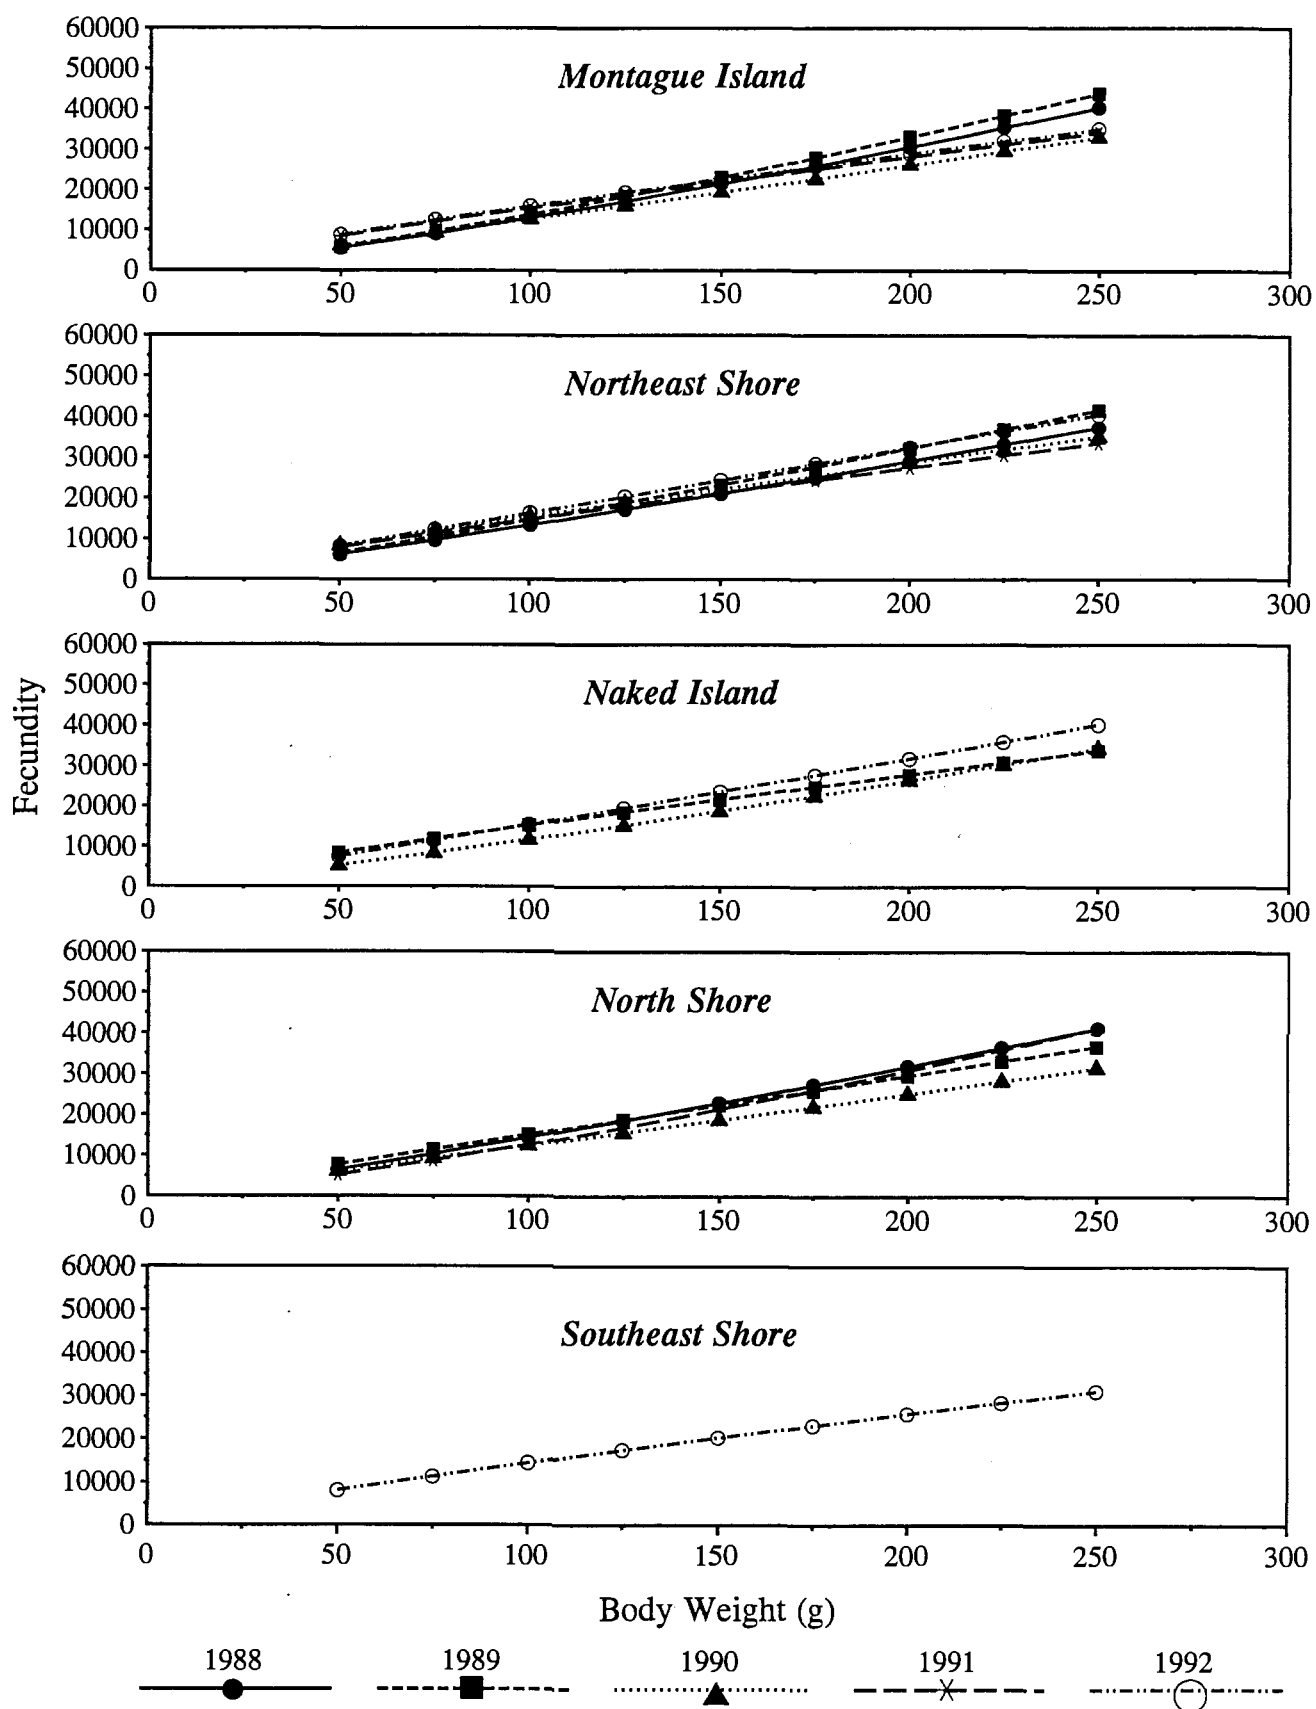 60000
50000
Montague Island
40000
30000
20000
10000
0
0 50 100 150 200 250 300
60000
50000
Northeast Shore
40000
30000
20000
10000
0
0 50 100 150 200 250 300
60000
50000
Naked Island
40000
30000
20000
10000
0
0 50 100 150 200 250 300
Fecundity
60000
50000
North Shore
40000
30000
20000
10000
0
0 50 100 150 200 250 300
60000
50000
Southeast Shore
40000
30000
20000
10000
0
0 50 100 150 200 250 300
Body Weight (g)
1988 1989 1990 1991 1992